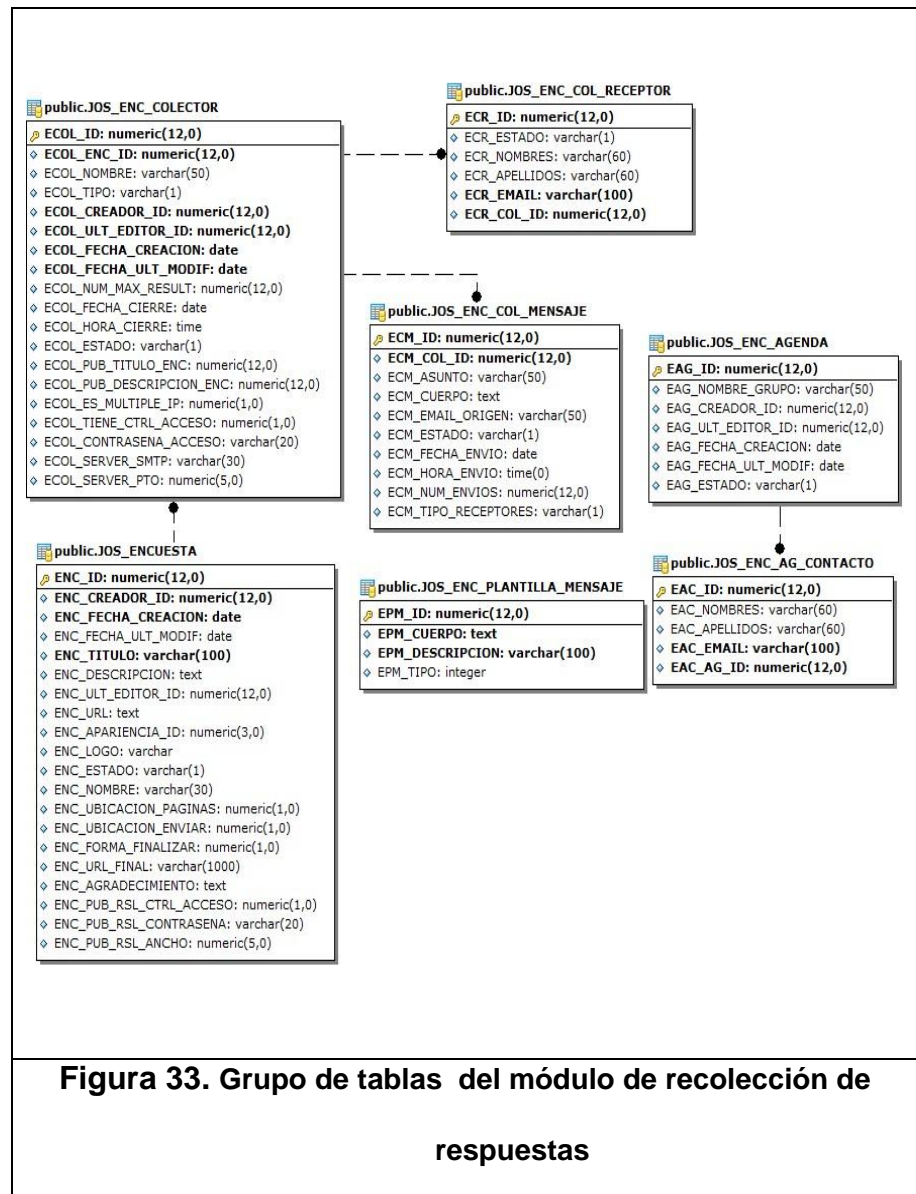 public.JOS_ENC_COLECTOR
ECOL_ID: numeric(12,0)
ECOL_ENC_ID: numeric(12,0)
ECOL_NOMBRE: varchar(50)
ECOL_TIPO: varchar(1)
ECOL_CREADOR_ID: numeric(12,0)
ECOL_ULT_EDITOR_ID: numeric(12,0)
ECOL_FECHA_CREACION: date
ECOL_FECHA_ULT_MODIF: date
ECOL_NUM_MAX_RESULT: numeric(12,0)
ECOL_FECHA_CIERRE: date
ECOL_HORA_CIERRE: time
ECOL_ESTADO: varchar(1)
ECOL_PUB_TITULO_ENC: numeric(12,0)
ECOL_PUB_DESCRIPCION_ENC: numeric(12,0)
ECOL_ES_MULTIPLE_IP: numeric(1,0)
ECOL_TIENE_CTRL_ACCESO: numeric(1,0)
ECOL_CONTRASENA_ACCESO: varchar(20)
ECOL_SERVER_SMTP: varchar(30)
ECOL_SERVER_PTO: numeric(5,0)
public.JOS_ENC_COL_RECEPTOR
ECR_ID: numeric(12,0)
ECR_ESTADO: varchar(1)
ECR_NOMBRES: varchar(60)
ECR_APELLIDOS: varchar(60)
ECR_EMAIL: varchar(100)
ECR_COL_ID: numeric(12,0)
public.JOS_ENC_COL_MENSAJE
ECM_ID: numeric(12,0)
ECM_COL_ID: numeric(12,0)
ECM_ASUNTO: varchar(50)
ECM_CUERPO: text
ECM_EMAIL_ORIGEN: varchar(50)
ECM_ESTADO: varchar(1)
ECM_FECHA_ENVIO: date
ECM_HORA_ENVIO: time(0)
ECM_NUM_ENVIOS: numeric(12,0)
ECM_TIPO_RECEPTORES: varchar(1)
public.JOS_ENC_AGENDA
EAG_ID: numeric(12,0)
EAG_NOMBRE_GRUPO: varchar(50)
EAG_CREADOR_ID: numeric(12,0)
EAG_ULT_EDITOR_ID: numeric(12,0)
EAG_FECHA_CREACION: date
EAG_FECHA_ULT_MODIF: date
EAG_ESTADO: varchar(1)
public.JOS_ENCUESTA
ENC_ID: numeric(12,0)
ENC_CREADOR_ID: numeric(12,0)
ENC_FECHA_CREACION: date
ENC_FECHA_ULT_MODIF: date
ENC_TITULO: varchar(100)
ENC_DESCRIPCION: text
ENC_ULT_EDITOR_ID: numeric(12,0)
ENC_URL: text
ENC_APARIENCIA_ID: numeric(3,0)
ENC_LOGO: varchar
ENC_ESTADO: varchar(1)
ENC_NOMBRE: varchar(30)
ENC_UBICACION_PAGINAS: numeric(1,0)
ENC_UBICACION_ENVIAR: numeric(1,0)
ENC_FORMA_FINALIZAR: numeric(1,0)
ENC_URL_FINAL: varchar(1000)
ENC_AGRADECIMIENTO: text
ENC_PUB_RSL_CTRL_ACCESO: numeric(1,0)
ENC_PUB_RSL_CONTRASENA: varchar(20)
ENC_PUB_RSL_ANCHO: numeric(5,0)
public.JOS_ENC_PLANTILLA_MENSAJE
EPM_ID: numeric(12,0)
EPM_CUERPO: text
EPM_DESCRIPCION: varchar(100)
EPM_TIPO: integer
public.JOS_ENC_AG_CONTACTO
EAC_ID: numeric(12,0)
EAC_NOMBRES: varchar(60)
EAC_APELLIDOS: varchar(60)
EAC_EMAIL: varchar(100)
EAC_AG_ID: numeric(12,0)
Figura 33. Grupo de tablas del módulo de recolección de
respuestas